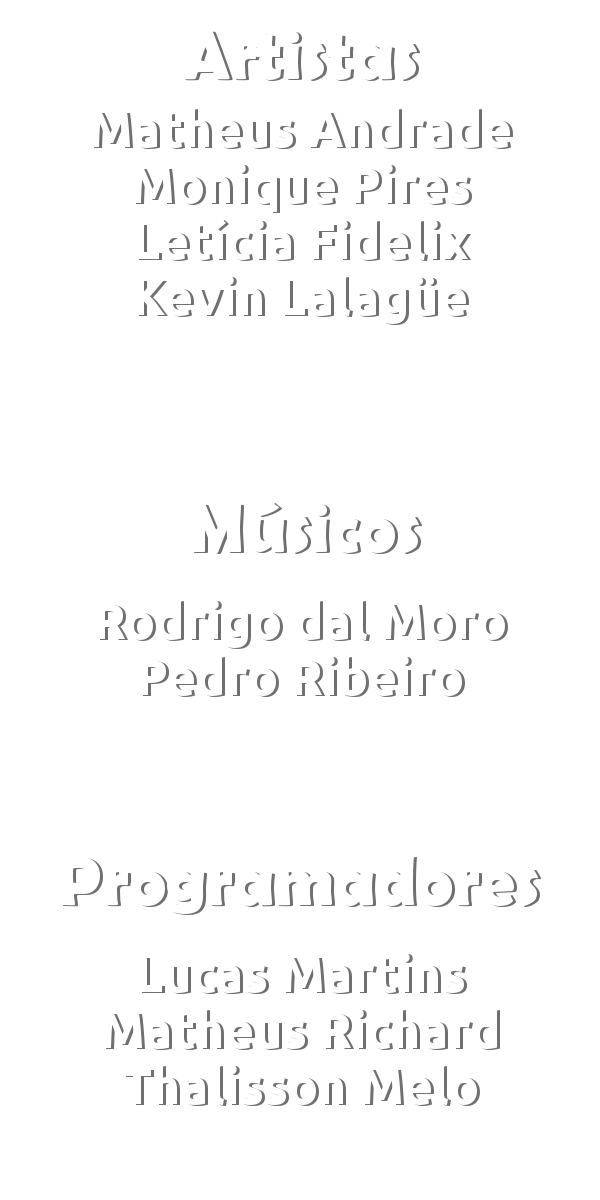 Artistas
Matheus Andrade
Monique Pires
Letícia Fidelix
Kevin Lalagüe
Músicos
Rodrigo dal Moro
Pedro Ribeiro
Programadores
Lucas Martins
Matheus Richard
Thalisson Melo